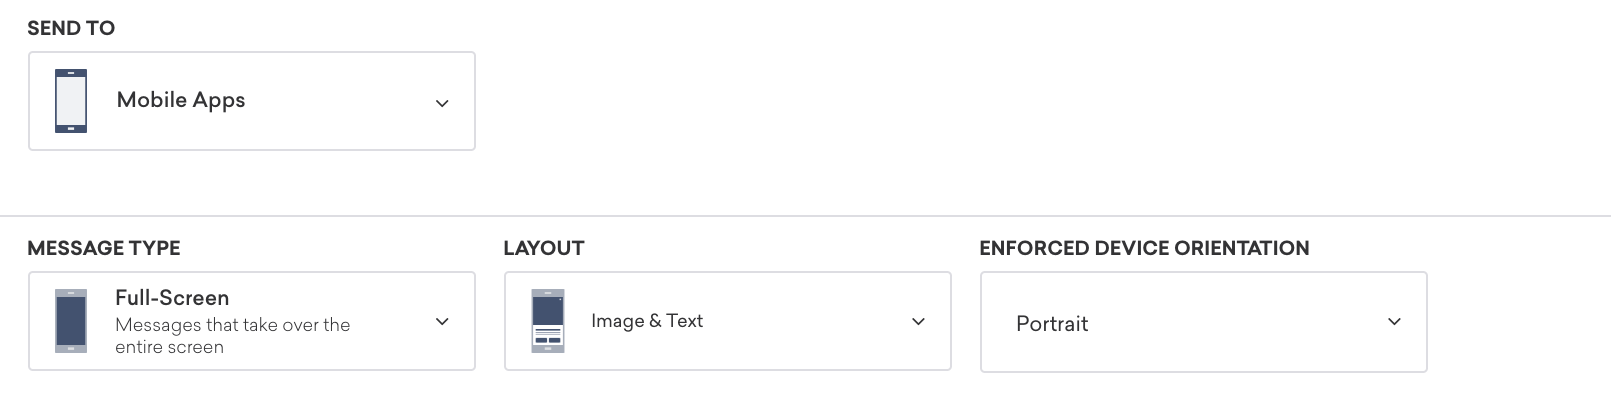 SEND TO
Mobile Apps
MESSAGE TYPE
Full-Screen
Messages that take over the
entire screen
LAYOUT
Image & Text
ENFORCED DEVICE ORIENTATION
Portrait